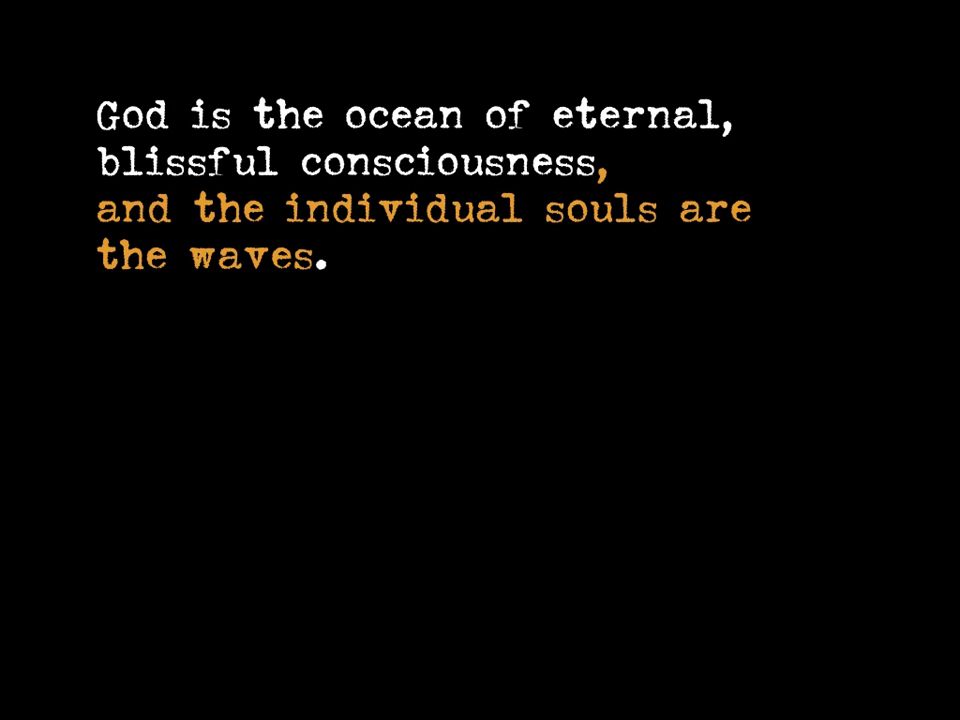 God is the ocean of eternal,
blissful consciousness,
and the individual souls are
the waves.